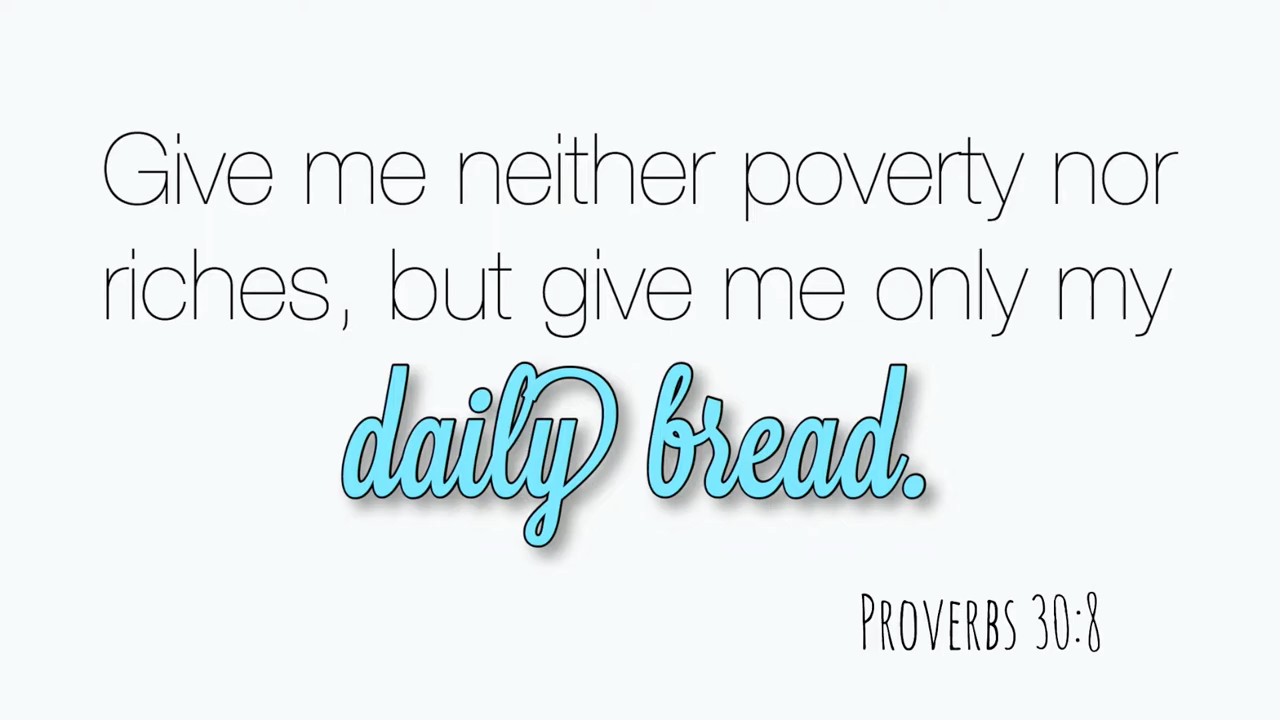 Give me neither poverty nor
riches, but give me only my
daily bread.
Proverbs 30:8